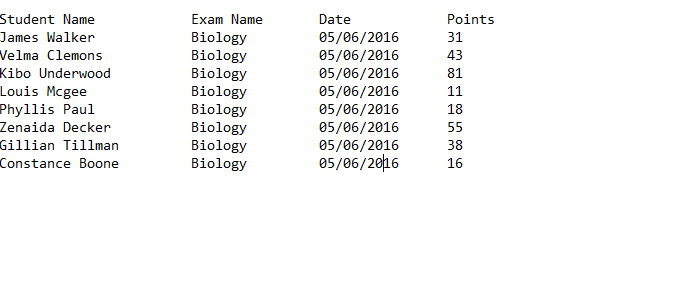 Student Name Exam Name Date Points
James Walker Biology 05/06/2016 31
Velma Clemons Biology 05/06/2016 43
Kibo Underwood Biology 05/06/2016 81
Louis Mcgee Biology 05/06/2016 11
Phyllis Paul Biology 05/06/2016 18
Zenaida Decker Biology 05/06/2016 55
Gillian Tillman Biology 05/06/2016 38
Constance Boone Biology 05/06/2016 16